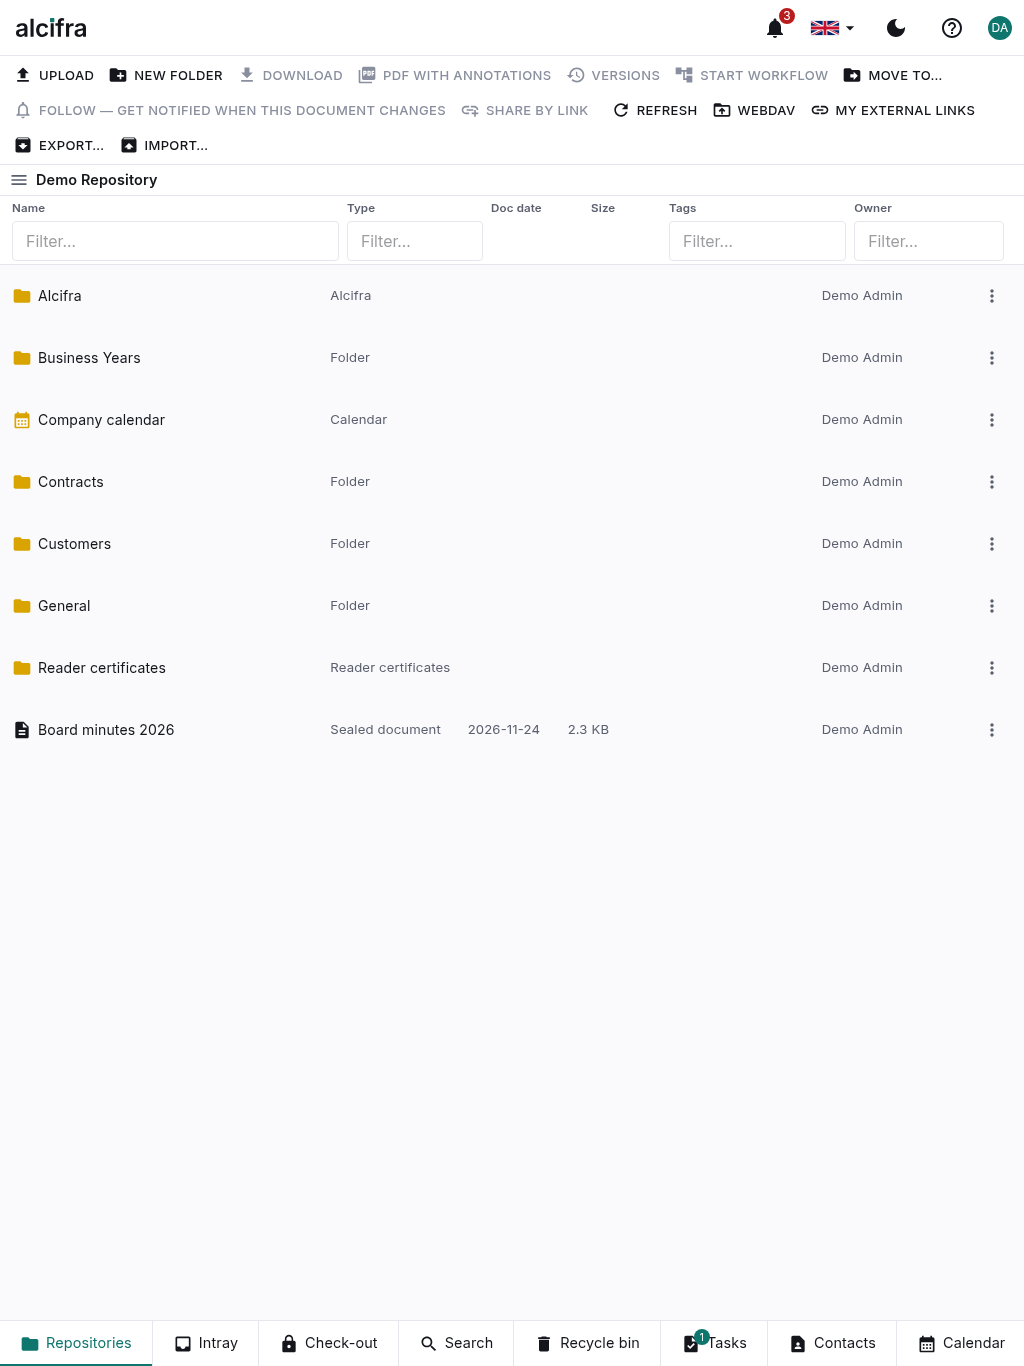 alcifra 3 DA
UPLOAD NEW FOLDER DOWNLOAD PDF WITH ANNOTATIONS VERSIONS START WORKFLOW MOVE TO...
FOLLOW — GET NOTIFIED WHEN THIS DOCUMENT CHANGES SHARE BY LINK REFRESH WEBDAV MY EXTERNAL LINKS
EXPORT... IMPORT...
Demo Repository
Name Type Doc date Size Tags Owner
Filter... Filter... Filter... Filter...
Alcifra Alcifra Demo Admin
Business Years Folder Demo Admin
Company calendar Calendar Demo Admin
Contracts Folder Demo Admin
Customers Folder Demo Admin
General Folder Demo Admin
Reader certificates Reader certificates Demo Admin
Board minutes 2026 Sealed document 2026-11-24 2.3 KB Demo Admin
Repositories Intray Check-out Search Recycle bin 1 Tasks Contacts Calendar